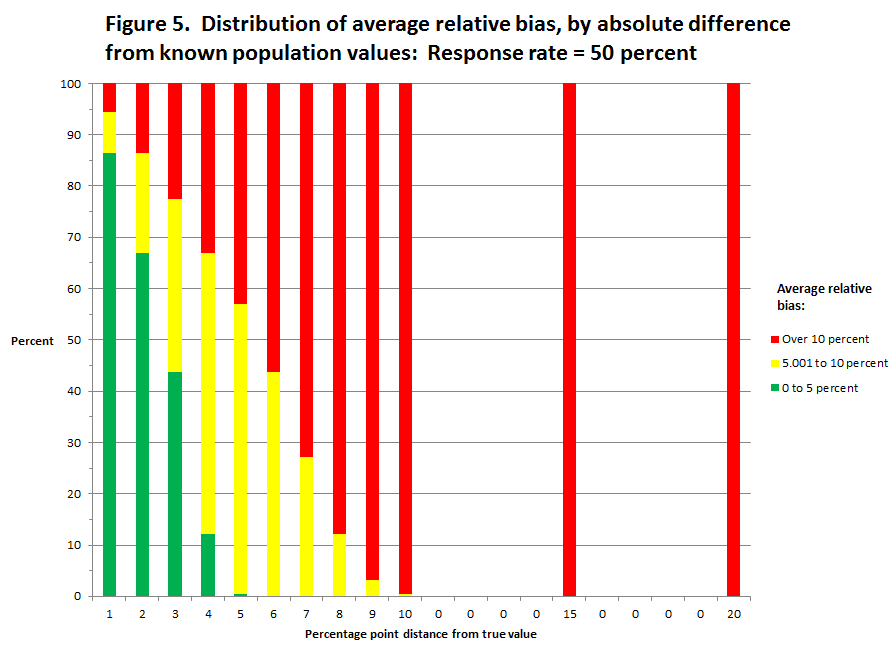 Figure 5.  Distribution of average relative bias, by absolute difference
from known population values:  Response rate = 50 percent
100
90
80
70
60
50
40
30
20
10
0
Percent
Average relative
bias:
Over 10 percent
5.001 to 10 percent
0 to 5 percent
1 2 3 4 5 6 7 8 9 10 0 0 0 0 15 0 0 0 0 20
Percentage point distance from true value